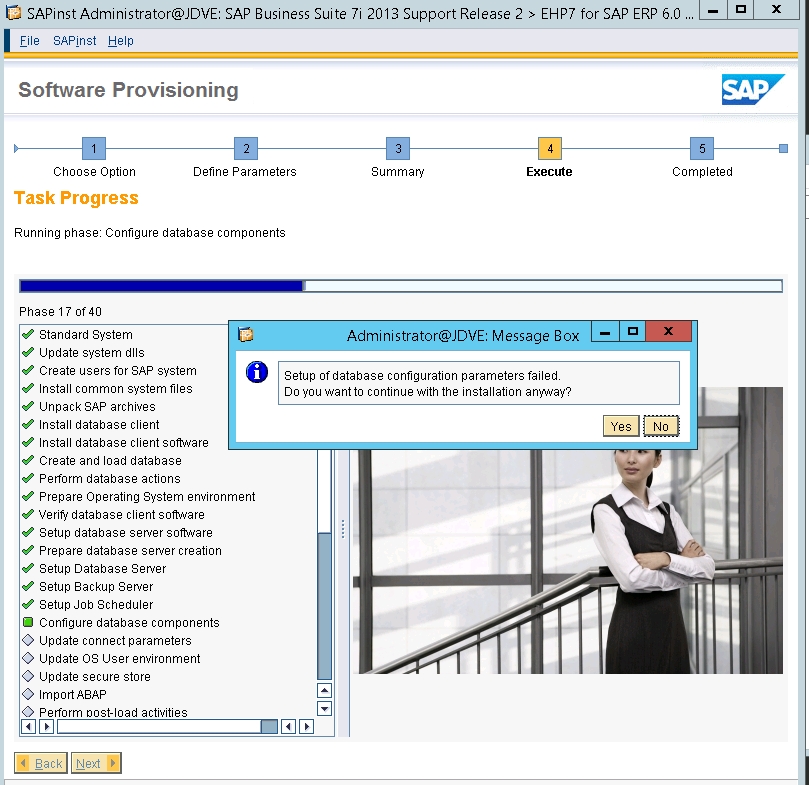 SAPinst Administrator@JDVE: SAP Business Suite 7i 2013 Support Release 2 > EHP7 for SAP ERP 6.0 ...
File SAPinst Help
Software Provisioning
SAP
1 2 3 4 5
Choose Option Define Parameters Summary Execute Completed
Task Progress
Running phase: Configure database components
Phase 17 of 40
Standard System
Update system dlls
Create users for SAP system
Install common system files
Unpack SAP archives
Install database client
Install database client software
Create and load database
Perform database actions
Prepare Operating System environment
Verify database client software
Setup database server software
Prepare database server creation
Setup Database Server
Setup Backup Server
Setup Job Scheduler
Configure database components
Update connect parameters
Update OS User environment
Update secure store
Import ABAP
Perform post-load activities
Administrator@JDVE: Message Box
Setup of database configuration parameters failed.
Do you want to continue with the installation anyway?
Yes No
Back Next